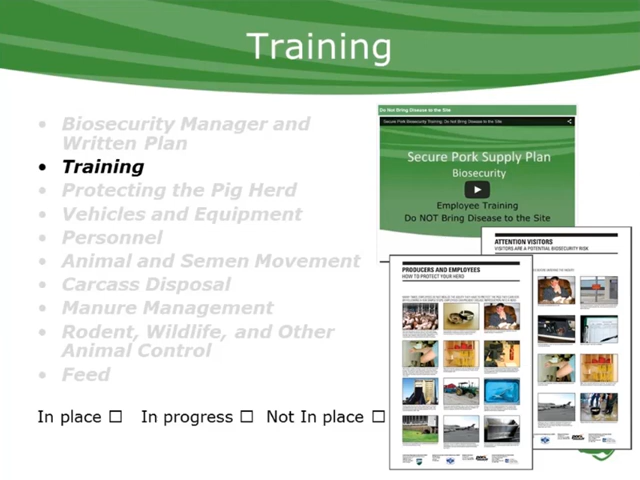 Training
• Biosecurity Manager and
Written Plan
• Training
• Protecting the Pig Herd
• Vehicles and Equipment
• Personnel
• Animal and Semen Movement
• Carcass Disposal
• Manure Management
• Rodent, Wildlife, and Other
Animal Control
• Feed
In place ☐ In progress ☐ Not In place ☐
Do Not Bring Disease to the Site
Secure Pork Biosecurity Training: Do Not Bring Disease to the Site
Secure Pork Supply Plan
Biosecurity
Employee Training
Do NOT Bring Disease to the Site
ATTENTION VISITORS
VISITORS ARE A POTENTIAL BIOSECURITY RISK
PRODUCERS AND EMPLOYEES
HOW TO PROTECT YOUR HERD